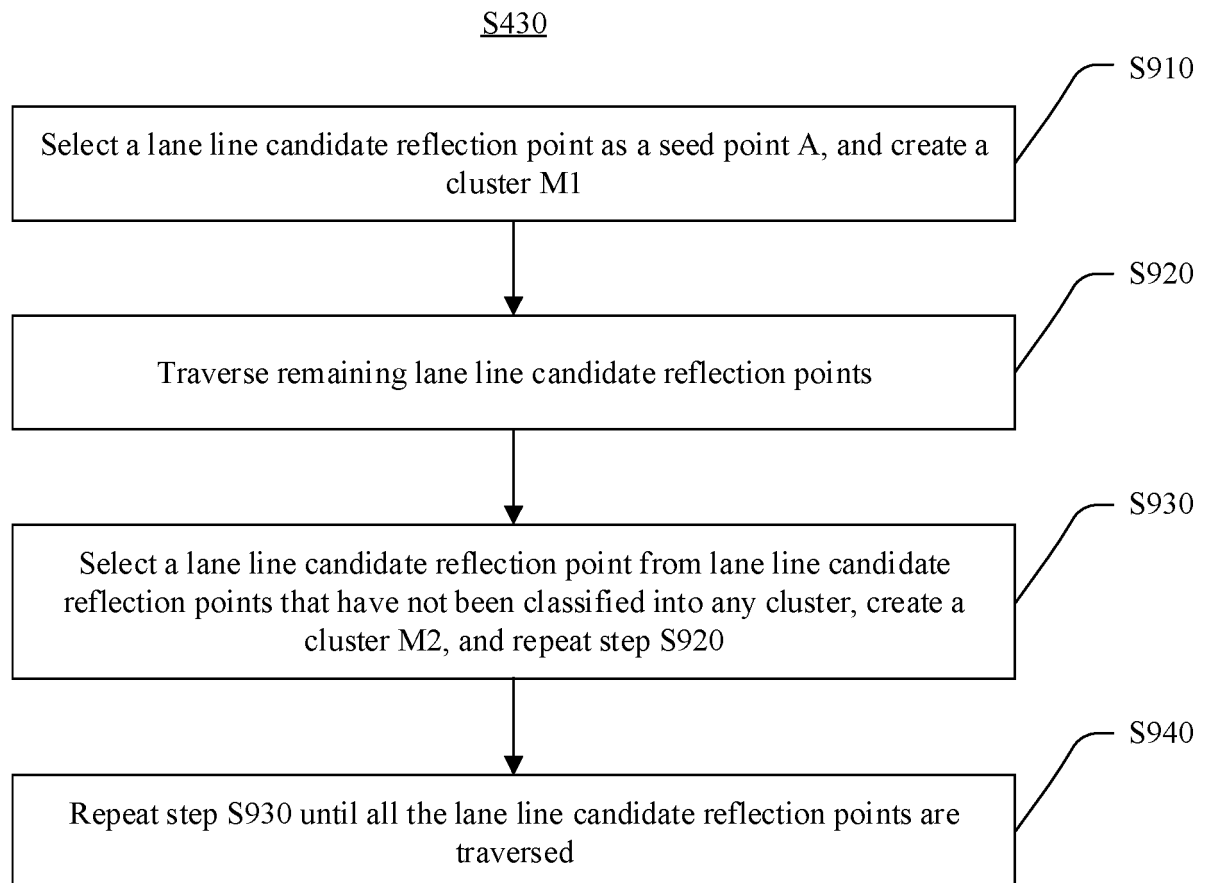 S430
S910
Select a lane line candidate reflection point as a seed point A, and create a
cluster M1
S920
Traverse remaining lane line candidate reflection points
S930
Select a lane line candidate reflection point from lane line candidate
reflection points that have not been classified into any cluster, create a
cluster M2, and repeat step S920
S940
Repeat step S930 until all the lane line candidate reflection points are
traversed